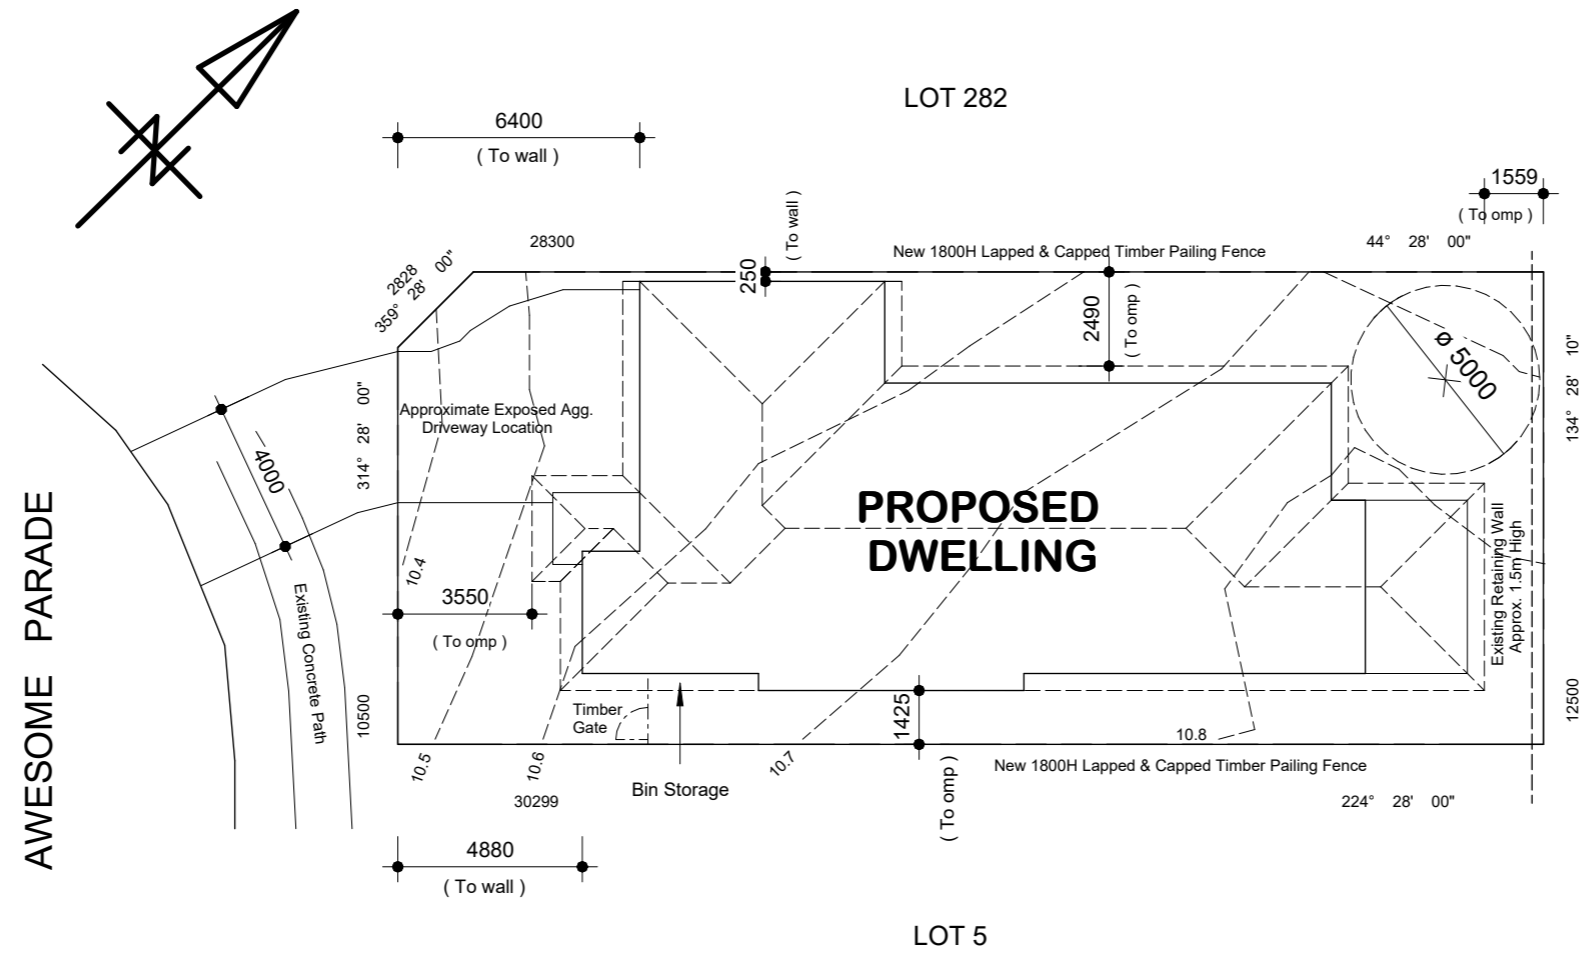 LOT 282
6400
( To wall )
1559
( To omp )
( To wall )
250
28300
New 1800H Lapped & Capped Timber Pailing Fence
44° 28' 00"
2828
359° 28' 00"
2490
( To omp )
ø 5000
134° 28' 10"
314° 28' 00"
Approximate Exposed Agg.
Driveway Location
4000
PROPOSED
DWELLING
Existing Retaining Wall
Approx. 1.5m High
AWESOME PARADE
Existing Concrete Path
10.4
3550
( To omp )
10500
12500
Timber
Gate
1425
( To omp )
10.5
10.6
10.7
10.8
New 1800H Lapped & Capped Timber Pailing Fence
30299
Bin Storage
224° 28' 00"
4880
( To wall )
LOT 5
N